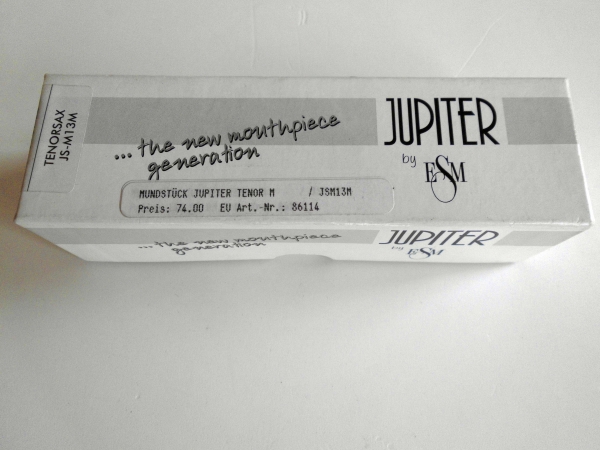 TENORSAX
JS-M13M
... the new mouthpiece
generation
JUPITER
by ESM
MUNDSTÜCK JUPITER TENOR M / JSM13M
Preis: 74.00 EU Art.-Nr.: 86114
... the new mouthpiece
generation
JUPITER
by ESM